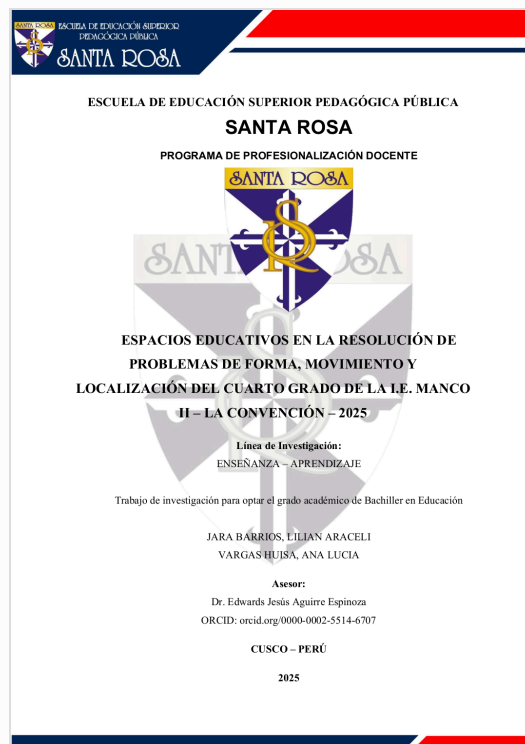 SANTA ROSA
ESCUELA DE EDUCACIÓN SUPERIOR
PEDAGÓGICA PÚBLICA
SANTA ROSA
ESCUELA DE EDUCACIÓN SUPERIOR PEDAGÓGICA PÚBLICA
SANTA ROSA
PROGRAMA DE PROFESIONALIZACIÓN DOCENTE
SANTA ROSA
SANTA ROSA
ESPACIOS EDUCATIVOS EN LA RESOLUCIÓN DE
PROBLEMAS DE FORMA, MOVIMIENTO Y
LOCALIZACIÓN DEL CUARTO GRADO DE LA I.E. MANCO
II – LA CONVENCIÓN – 2025
Línea de Investigación:
ENSEÑANZA – APRENDIZAJE
Trabajo de investigación para optar el grado académico de Bachiller en Educación
JARA BARRIOS, LILIAN ARACELI
VARGAS HUISA, ANA LUCIA
Asesor:
Dr. Edwards Jesús Aguirre Espinoza
ORCID: orcid.org/0000-0002-5514-6707
CUSCO – PERÚ
2025